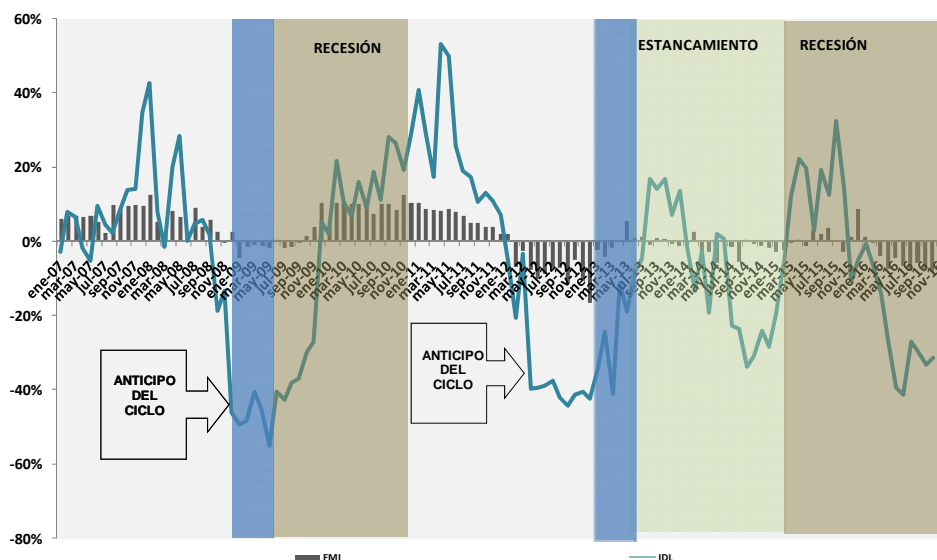 60%
40%
20%
0%
-20%
-40%
-60%
-80%
RECESIÓN
ESTANCAMIENTO
RECESIÓN
ANTICIPO
DEL
CICLO
ANTICIPO
DEL
CICLO
ene-07
mar-07
may-07
jul-07
sep-07
nov-07
ene-08
mar-08
may-08
jul-08
sep-08
nov-08
ene-09
mar-09
may-09
jul-09
sep-09
nov-09
ene-10
mar-10
may-10
jul-10
sep-10
nov-10
ene-11
mar-11
may-11
jul-11
sep-11
nov-11
ene-12
mar-12
may-12
jul-12
sep-12
nov-12
ene-13
mar-13
may-13
jul-13
sep-13
nov-13
ene-14
mar-14
may-14
jul-14
sep-14
nov-14
ene-15
mar-15
may-15
jul-15
sep-15
nov-15
ene-16
mar-16
may-16
jul-16
sep-16
nov-16